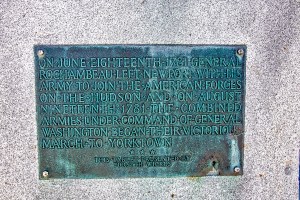 ON JUNE EIGHTEENTH 1781 GENERAL
ROCHAMBEAU LEFT NEWPORT WITH HIS
ARMY TO JOIN THE AMERICAN FORCES
ON THE HUDSON AND ON AUGUST
NINETEENTH 1781 THE COMBINED
ARMIES UNDER COMMAND OF GENERAL
WASHINGTON BEGAN THEIR VICTORIOUS
MARCH TO YORKTOWN
THIS TABLET